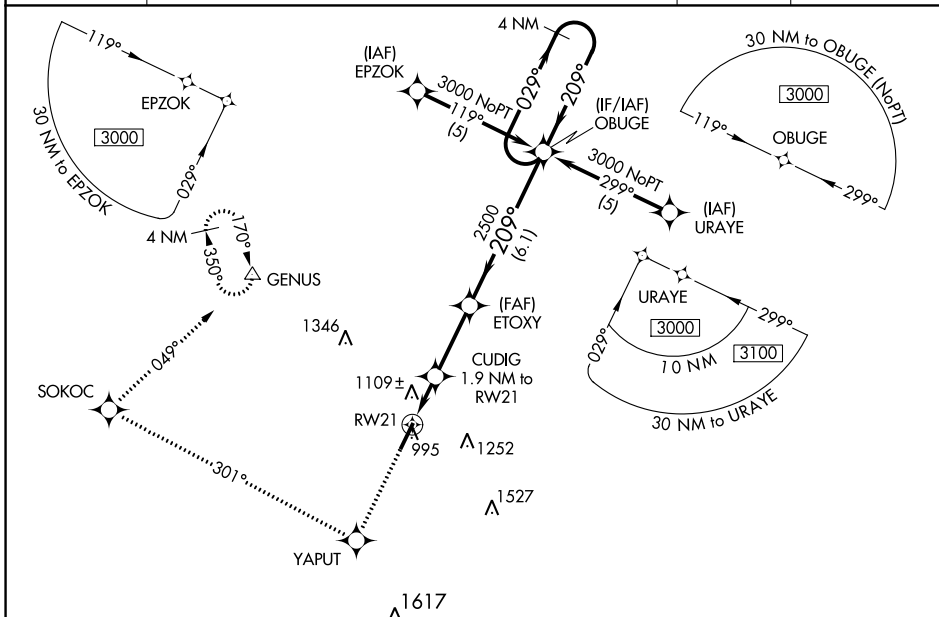 119°
EPZOK
3000
029°
30 NM to EPZOK
4 NM
029°
209°
(IAF)
EPZOK
3000 NoPT
119°
(5)
(IF/IAF)
OBUGE
3000 NoPT
299°
(5)
(IAF)
URAYE
30 NM to OBUGE (NoPT)
3000
119°
OBUGE
299°
4 NM
170°
350°
GENUS
2500
209°
(6.1)
(FAF)
ETOXY
URAYE
299°
029°
3000
10 NM
3100
30 NM to URAYE
1346
049°
SOKOC
CUDIG
1.9 NM to
RW21
1109±
RW21
995
1252
301°
1527
YAPUT
1617